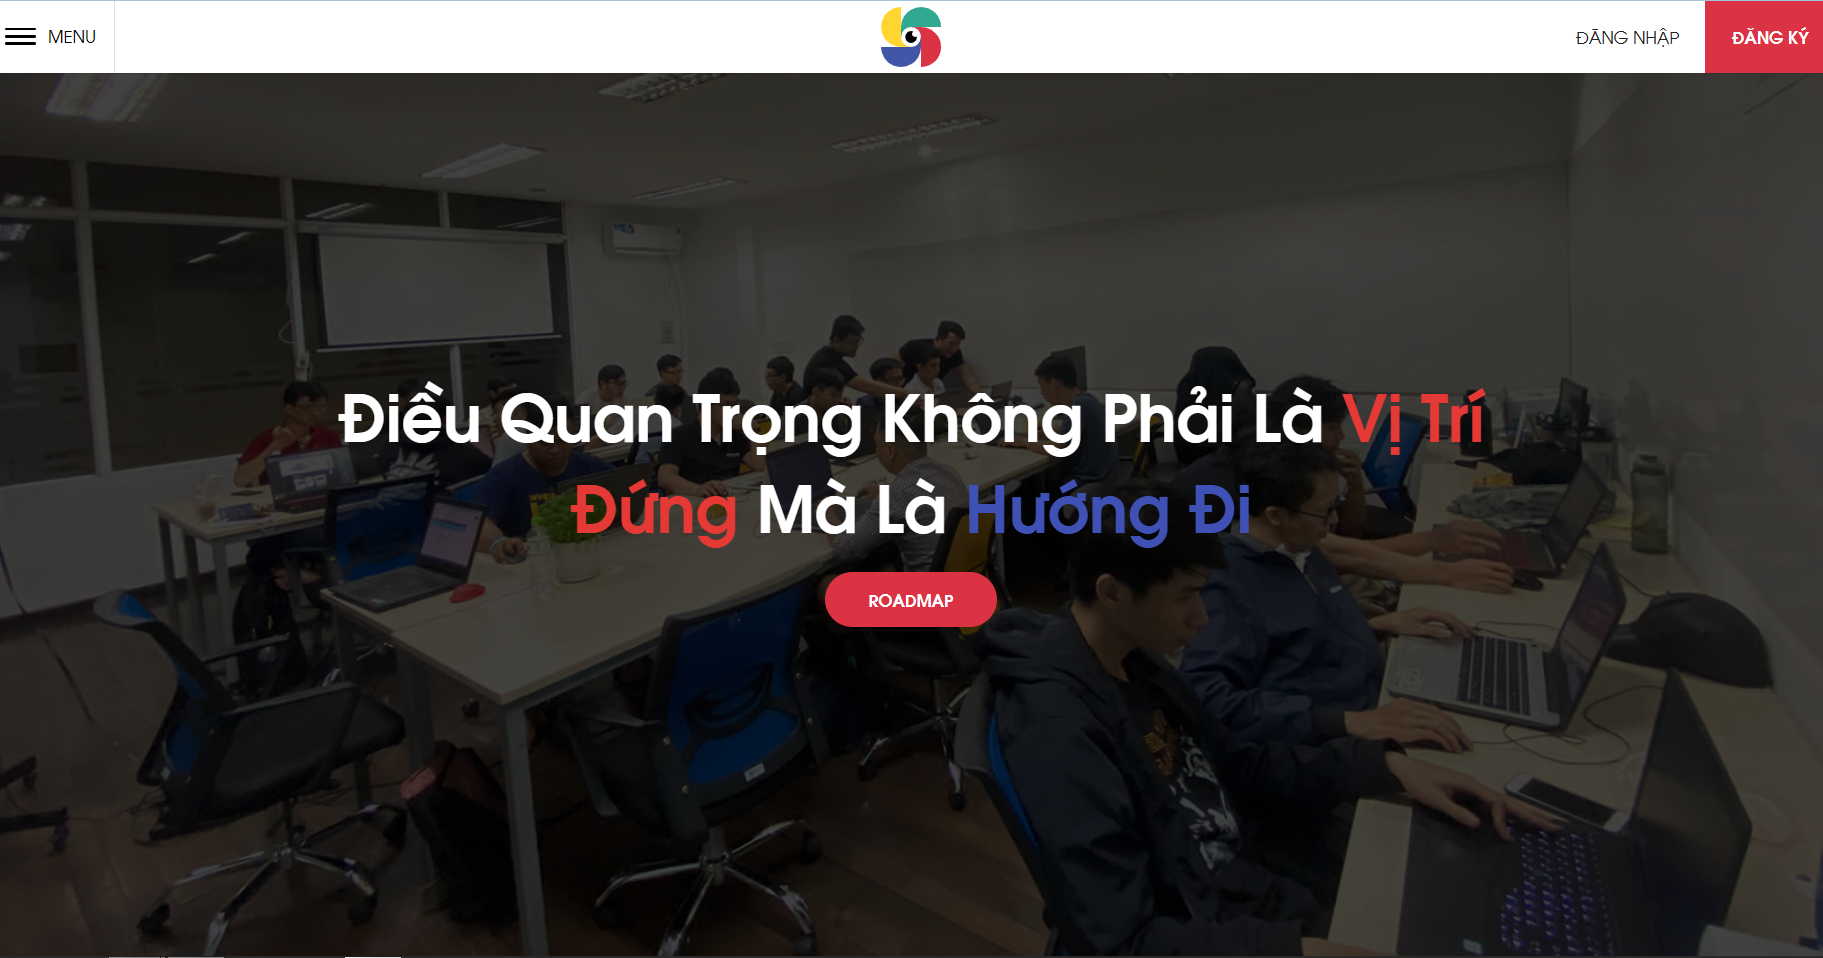 MENU
ĐĂNG NHẬP
ĐĂNG KÝ
Điều Quan Trọng Không Phải Là Vị Trí
Đứng Mà Là Hướng Đi
ROADMAP